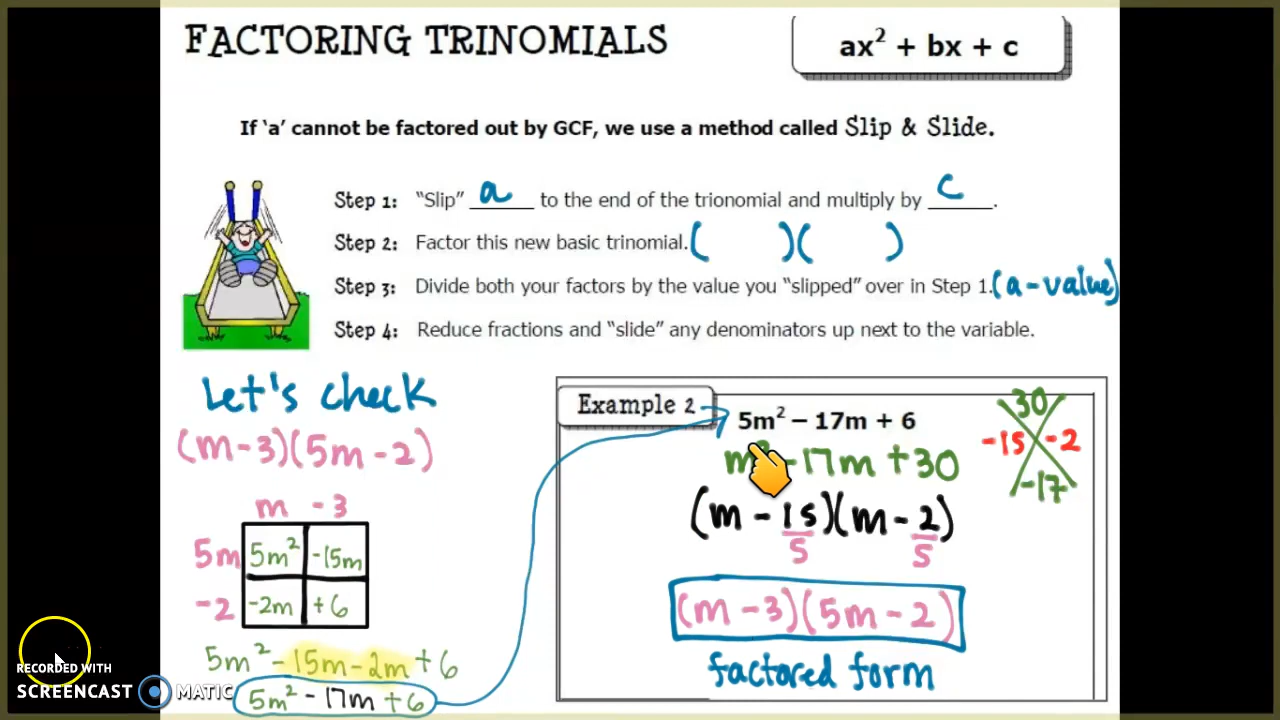 FACTORING TRINOMIALS
ax² + bx + c
If 'a' cannot be factored out by GCF, we use a method called Slip & Slide.
Step 1: "Slip" a to the end of the trionomial and multiply by c.
Step 2: Factor this new basic trinomial. ( )( )
Step 3: Divide both your factors by the value you "slipped" over in Step 1. (a-value)
Step 4: Reduce fractions and "slide" any denominators up next to the variable.
Let's check
(m-3)(5m-2)
m -3
5m 5m² -15m
-2 -2m +6
5m² -15m -2m +6
5m² - 17m +6
Example 2
5m² – 17m + 6
m² -17m +30
30
-15 -2
-17
(m - 15/5)(m - 2/5)
(m - 3)(5m - 2)
factored form
RECORDED WITH
SCREENCAST MATIC